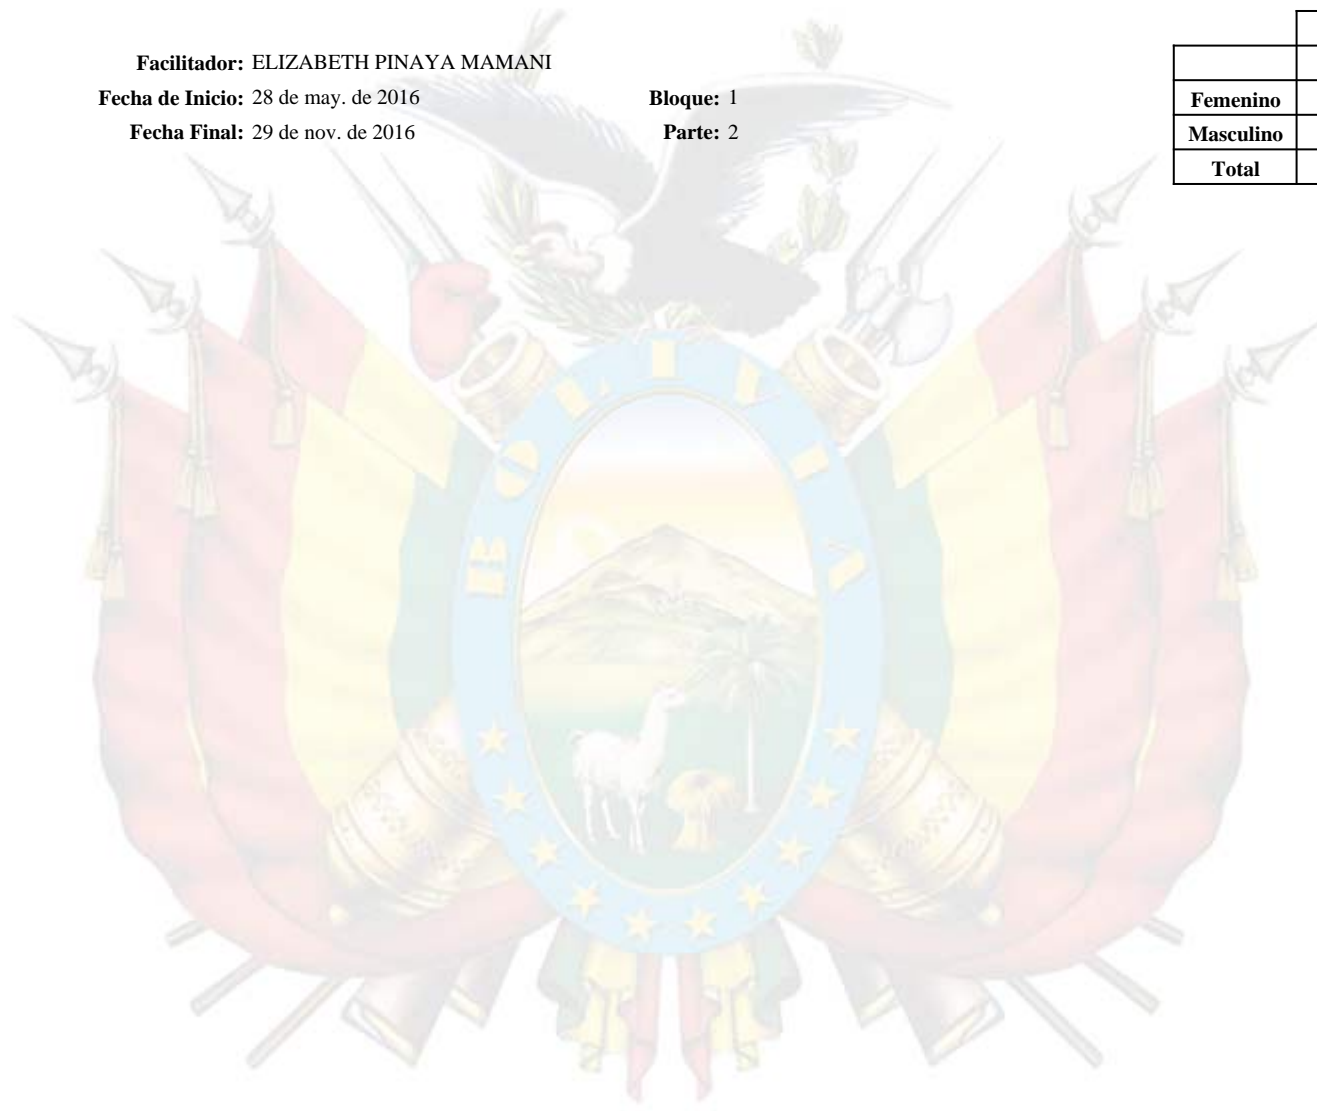 Facilitador: ELIZABETH PINAYA MAMANI
Fecha de Inicio: 28 de may. de 2016 Bloque: 1
Fecha Final: 29 de nov. de 2016 Parte: 2
Femenino
Masculino
Total
BOLIVIA